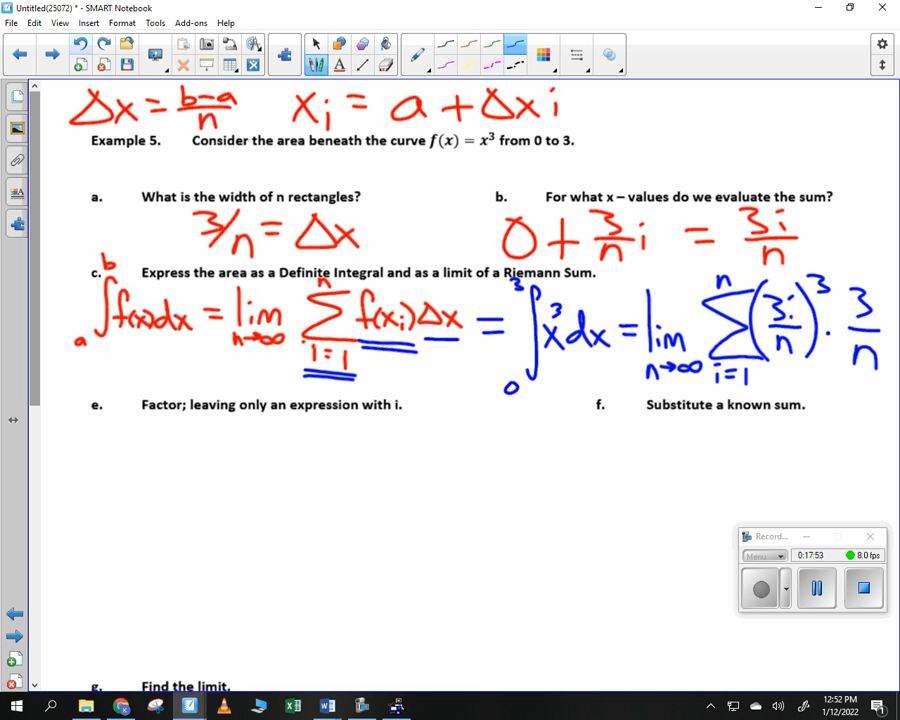 Untitled(25072) * - SMART Notebook
File Edit View Insert Format Tools Add-ons Help
Δx = b-a/n xᵢ = a + Δx i
Example 5. Consider the area beneath the curve f(x) = x³ from 0 to 3.
a. What is the width of n rectangles? b. For what x – values do we evaluate the sum?
3/n = Δx 0 + 3/n i = 3i/n
c. Express the area as a Definite Integral and as a limit of a Riemann Sum.
∫ₐᵇ f(x)dx = lim n→∞ ∑ⁿ i=1 f(xᵢ) Δx = ∫₀³ x³ dx = lim n→∞ ∑ⁿ i=1 (3i/n)³ · 3/n
e. Factor; leaving only an expression with i. f. Substitute a known sum.
Record...
Menu 0:17:53 8.0 fps
g. Find the limit.
12:52 PM
1/12/2022